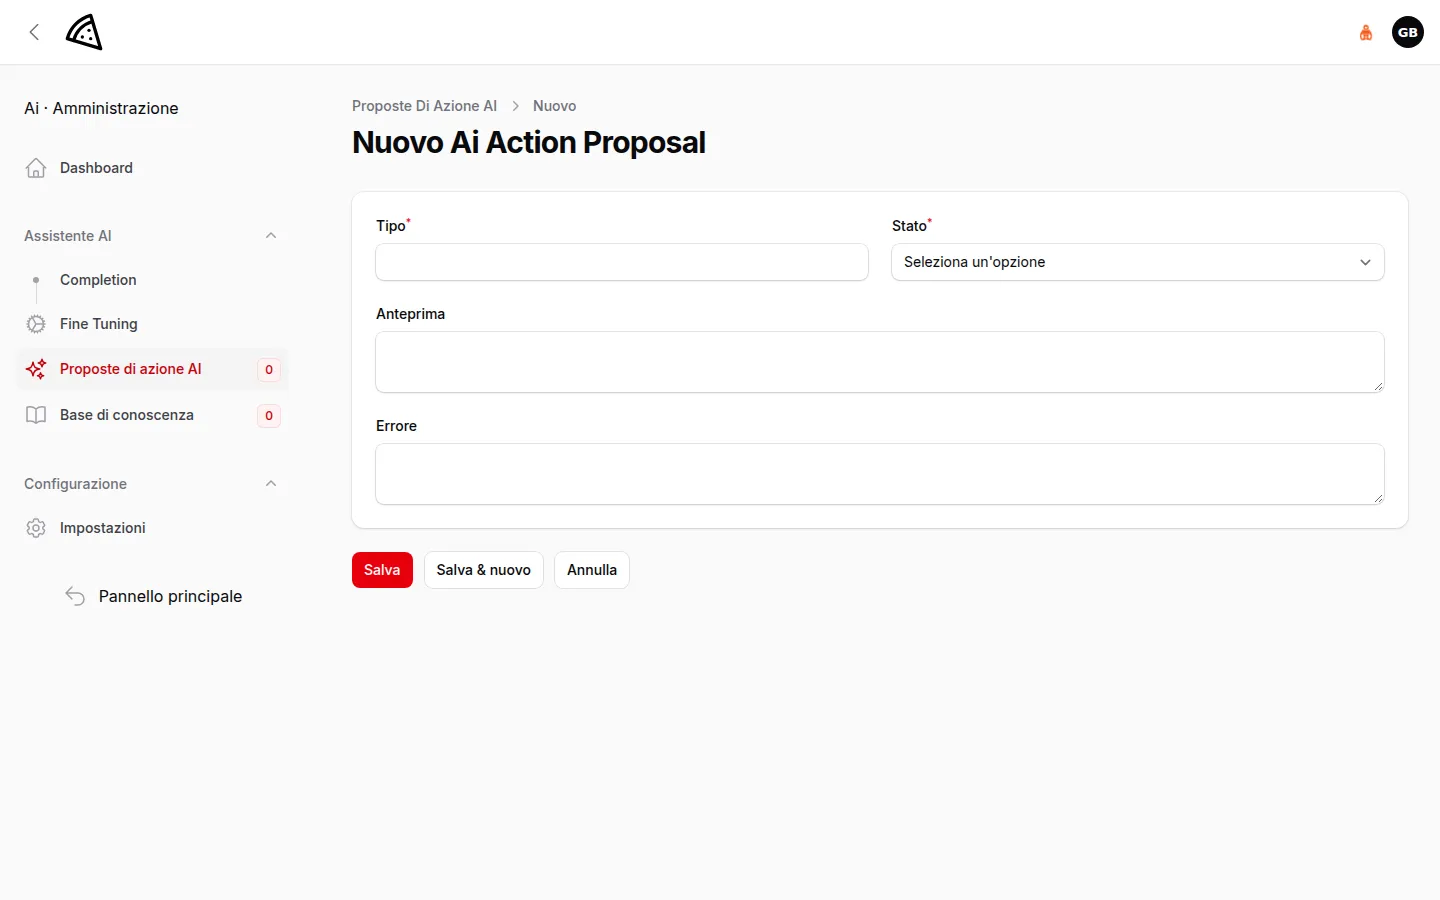 GB
Ai · Amministrazione
Dashboard
Assistente AI
Completion
Fine Tuning
Proposte di azione AI 0
Base di conoscenza 0
Configurazione
Impostazioni
Pannello principale
Proposte Di Azione AI > Nuovo
Nuovo Ai Action Proposal
Tipo* Stato*
Seleziona un'opzione
Anteprima
Errore
Salva Salva & nuovo Annulla